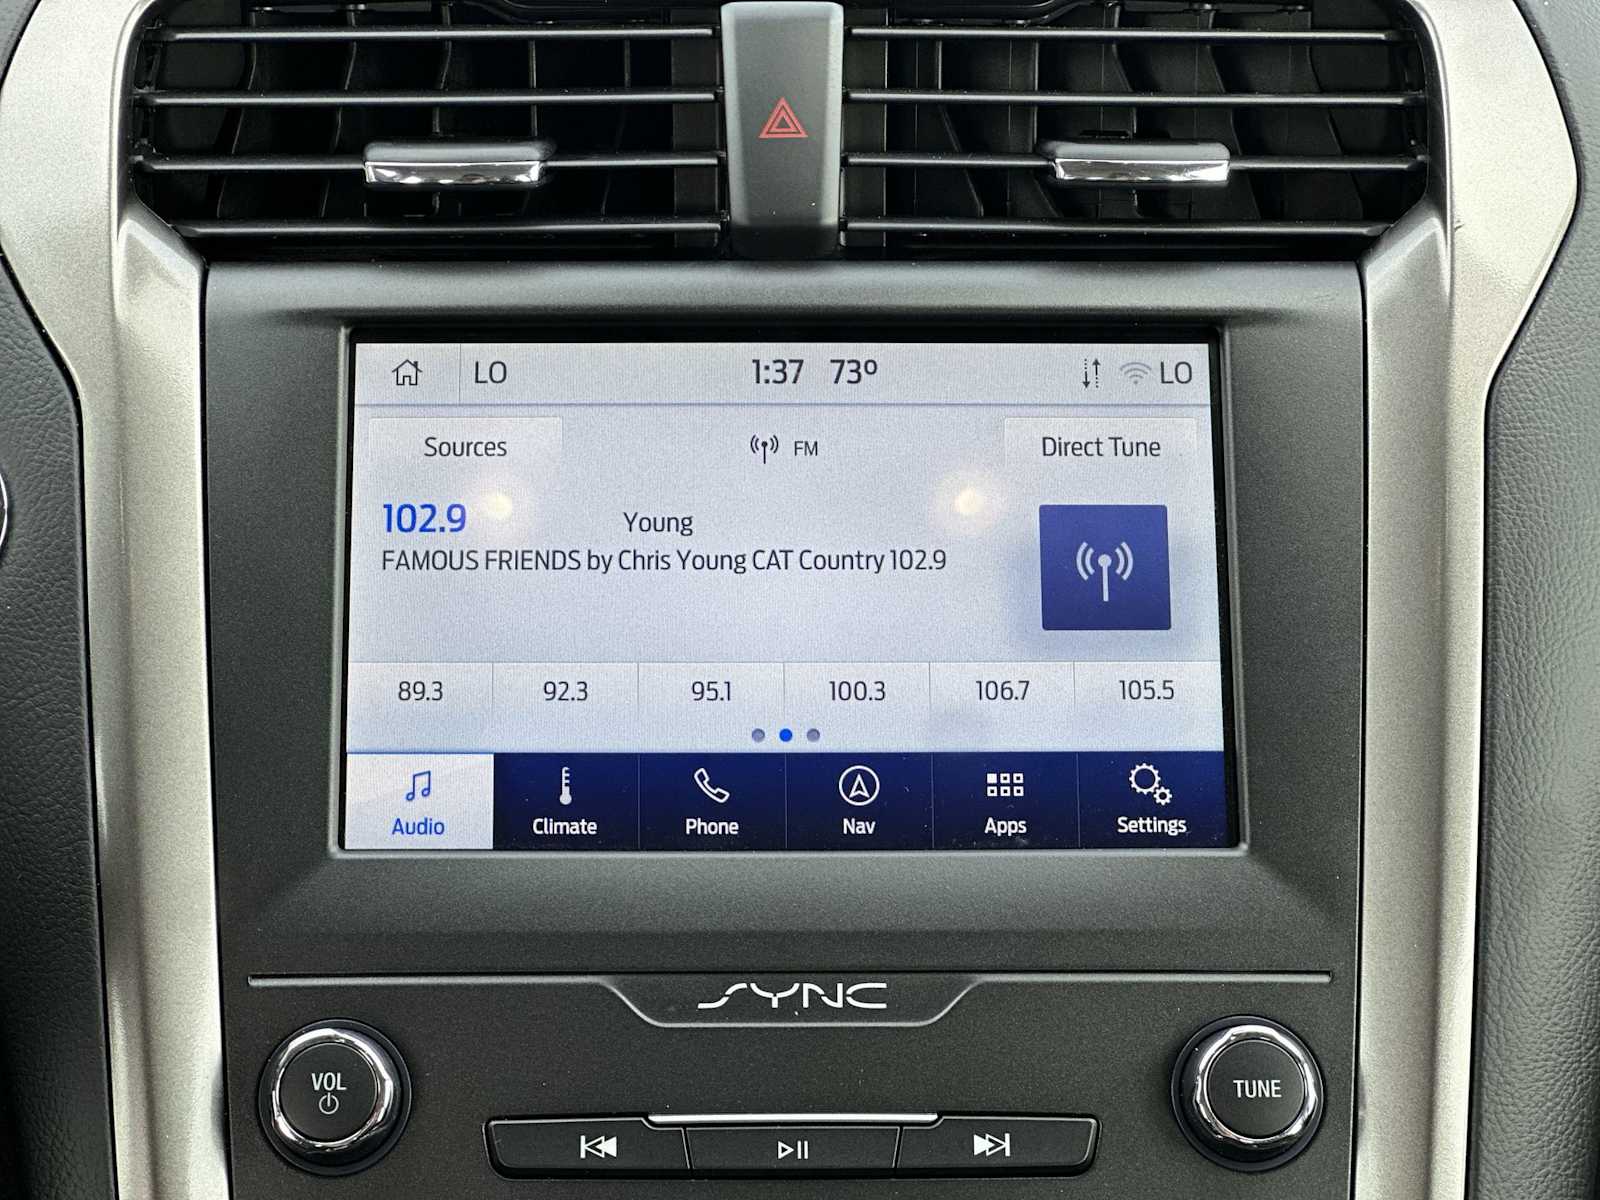 LO 1:37 73° LO
Sources FM Direct Tune
102.9 Young
FAMOUS FRIENDS by Chris Young CAT Country 102.9
89.3 92.3 95.1 100.3 106.7 105.5
Audio Climate Phone Nav Apps Settings
SYNC
VOL TUNE